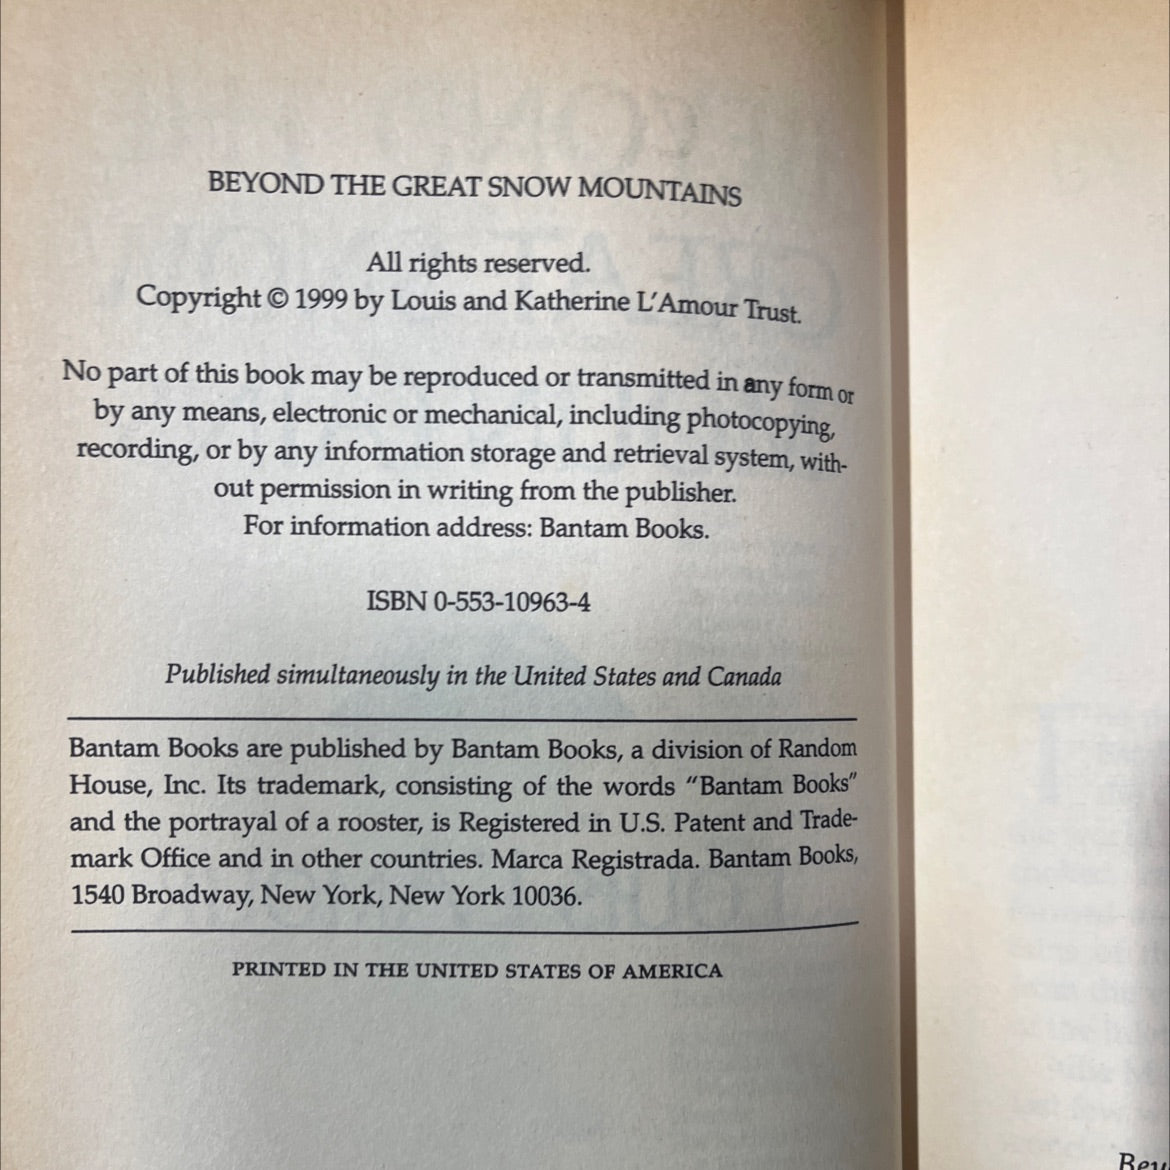 BEYOND THE GREAT SNOW MOUNTAINS
All rights reserved.
Copyright © 1999 by Louis and Katherine L'Amour Trust.
No part of this book may be reproduced or transmitted in any form or
by any means, electronic or mechanical, including photocopying,
recording, or by any information storage and retrieval system, with-
out permission in writing from the publisher.
For information address: Bantam Books.
ISBN 0-553-10963-4
Published simultaneously in the United States and Canada
Bantam Books are published by Bantam Books, a division of Random
House, Inc. Its trademark, consisting of the words "Bantam Books"
and the portrayal of a rooster, is Registered in U.S. Patent and Trade-
mark Office and in other countries. Marca Registrada. Bantam Books,
1540 Broadway, New York, New York 10036.
PRINTED IN THE UNITED STATES OF AMERICA